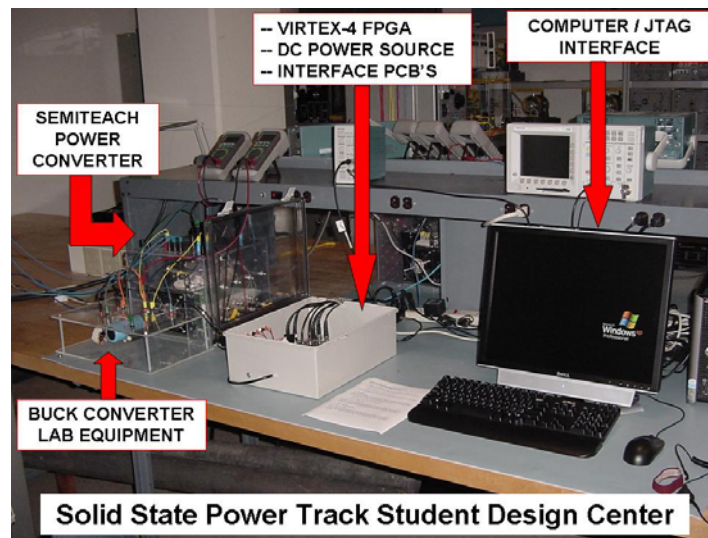 -- VIRTEX-4 FPGA
-- DC POWER SOURCE
-- INTERFACE PCB'S
COMPUTER / JTAG
INTERFACE
SEMITEACH
POWER
CONVERTER
Windows xp
Professional
DELL
BUCK CONVERTER
LAB EQUIPMENT
Solid State Power Track Student Design Center